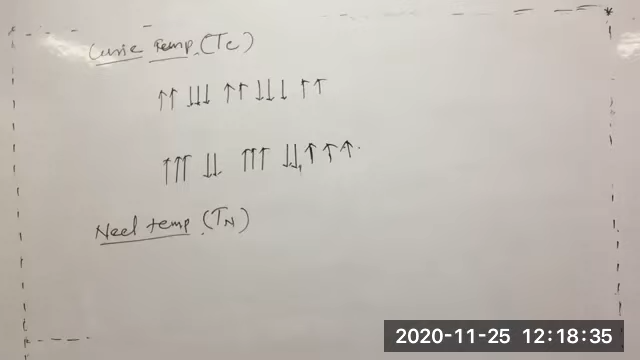 Curie Temp. (Tc)
↑↑ ↓↓↓ ↑↑ ↓↓↓ ↑↑
↑↑↑ ↓↓ ↑↑↑ ↓↓↑↑↑.
Neel temp (TN)
2020-11-25 12:18:35